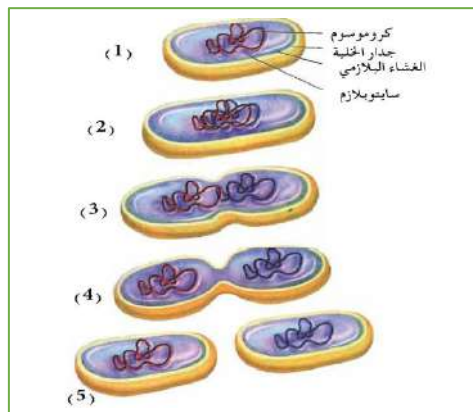 (1)
كروموسوم
جدار الخلية
الغشاء البلازمي
سايتوبلازم
(2)
(3)
(4)
(5)